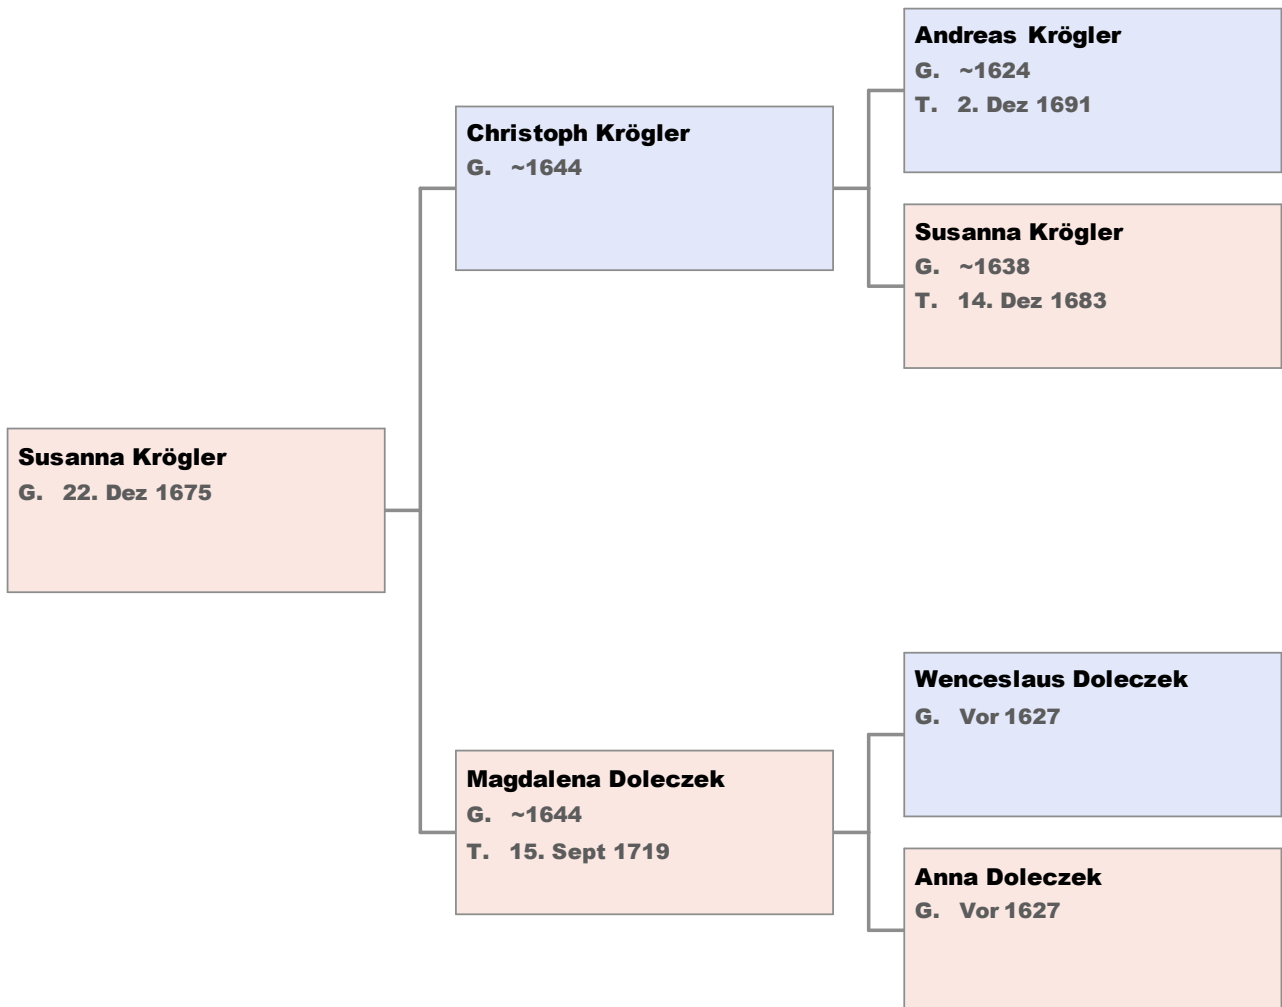 Andreas Krögler
G. ~1624
T. 2. Dez 1691
Christoph Krögler
G. ~1644
Susanna Krögler
G. ~1638
T. 14. Dez 1683
Susanna Krögler
G. 22. Dez 1675
Wenceslaus Doleczek
G. Vor 1627
Magdalena Doleczek
G. ~1644
T. 15. Sept 1719
Anna Doleczek
G. Vor 1627